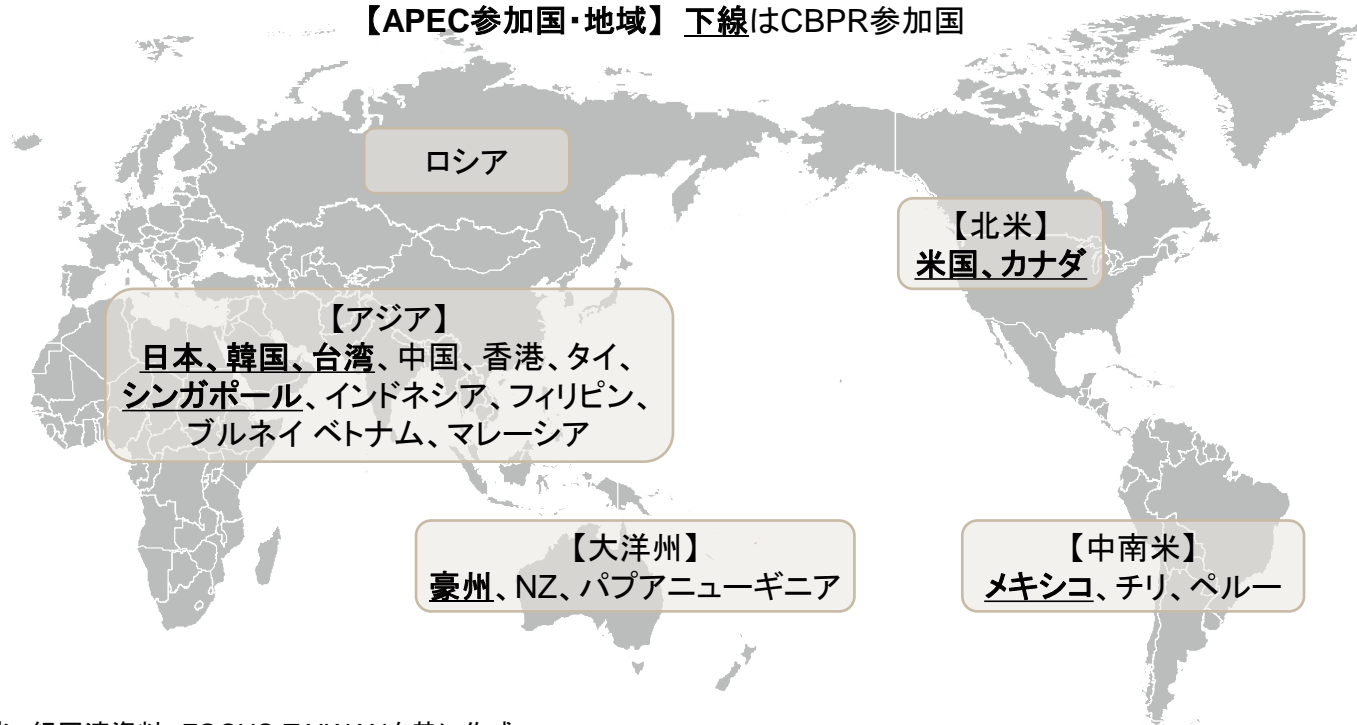 【APEC参加国・地域】 下線はCBPR参加国
ロシア
【北米】
米国、カナダ
【アジア】
日本、韓国、台湾、中国、香港、タイ、
シンガポール、インドネシア、フィリピン、
ブルネイ ベトナム、マレーシア
【大洋州】
豪州、NZ、パプアニューギニア
【中南米】
メキシコ、チリ、ペルー